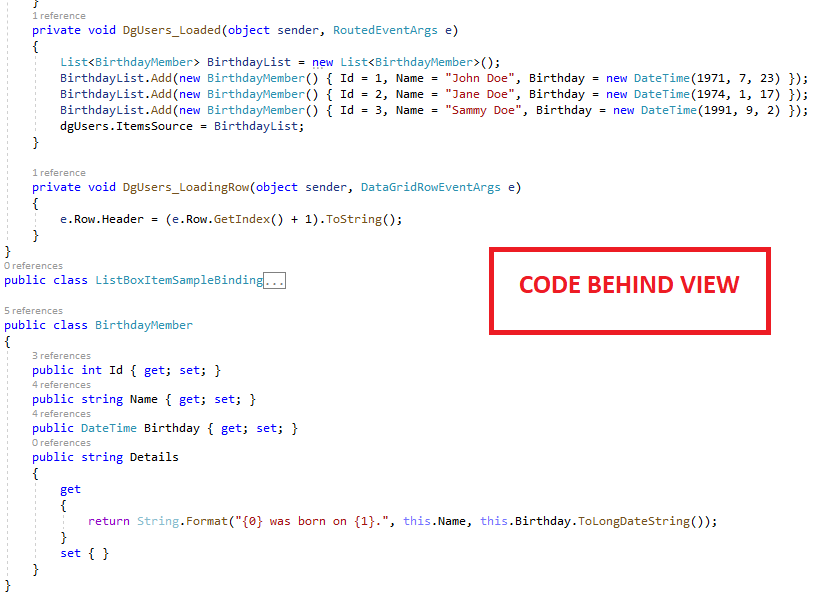 }
1 reference
private void DgUsers_Loaded(object sender, RoutedEventArgs e)
{
List<BirthdayMember> BirthdayList = new List<BirthdayMember>();
BirthdayList.Add(new BirthdayMember() { Id = 1, Name = "John Doe", Birthday = new DateTime(1971, 7, 23) });
BirthdayList.Add(new BirthdayMember() { Id = 2, Name = "Jane Doe", Birthday = new DateTime(1974, 1, 17) });
BirthdayList.Add(new BirthdayMember() { Id = 3, Name = "Sammy Doe", Birthday = new DateTime(1991, 9, 2) });
dgUsers.ItemsSource = BirthdayList;
}
1 reference
private void DgUsers_LoadingRow(object sender, DataGridRowEventArgs e)
{
e.Row.Header = (e.Row.GetIndex() + 1).ToString();
}
}
0 references
public class ListBoxItemSampleBinding...
CODE BEHIND VIEW
5 references
public class BirthdayMember
{
3 references
public int Id { get; set; }
4 references
public string Name { get; set; }
4 references
public DateTime Birthday { get; set; }
0 references
public string Details
{
get
{
return String.Format("{0} was born on {1}.", this.Name, this.Birthday.ToLongDateString());
}
set { }
}
}